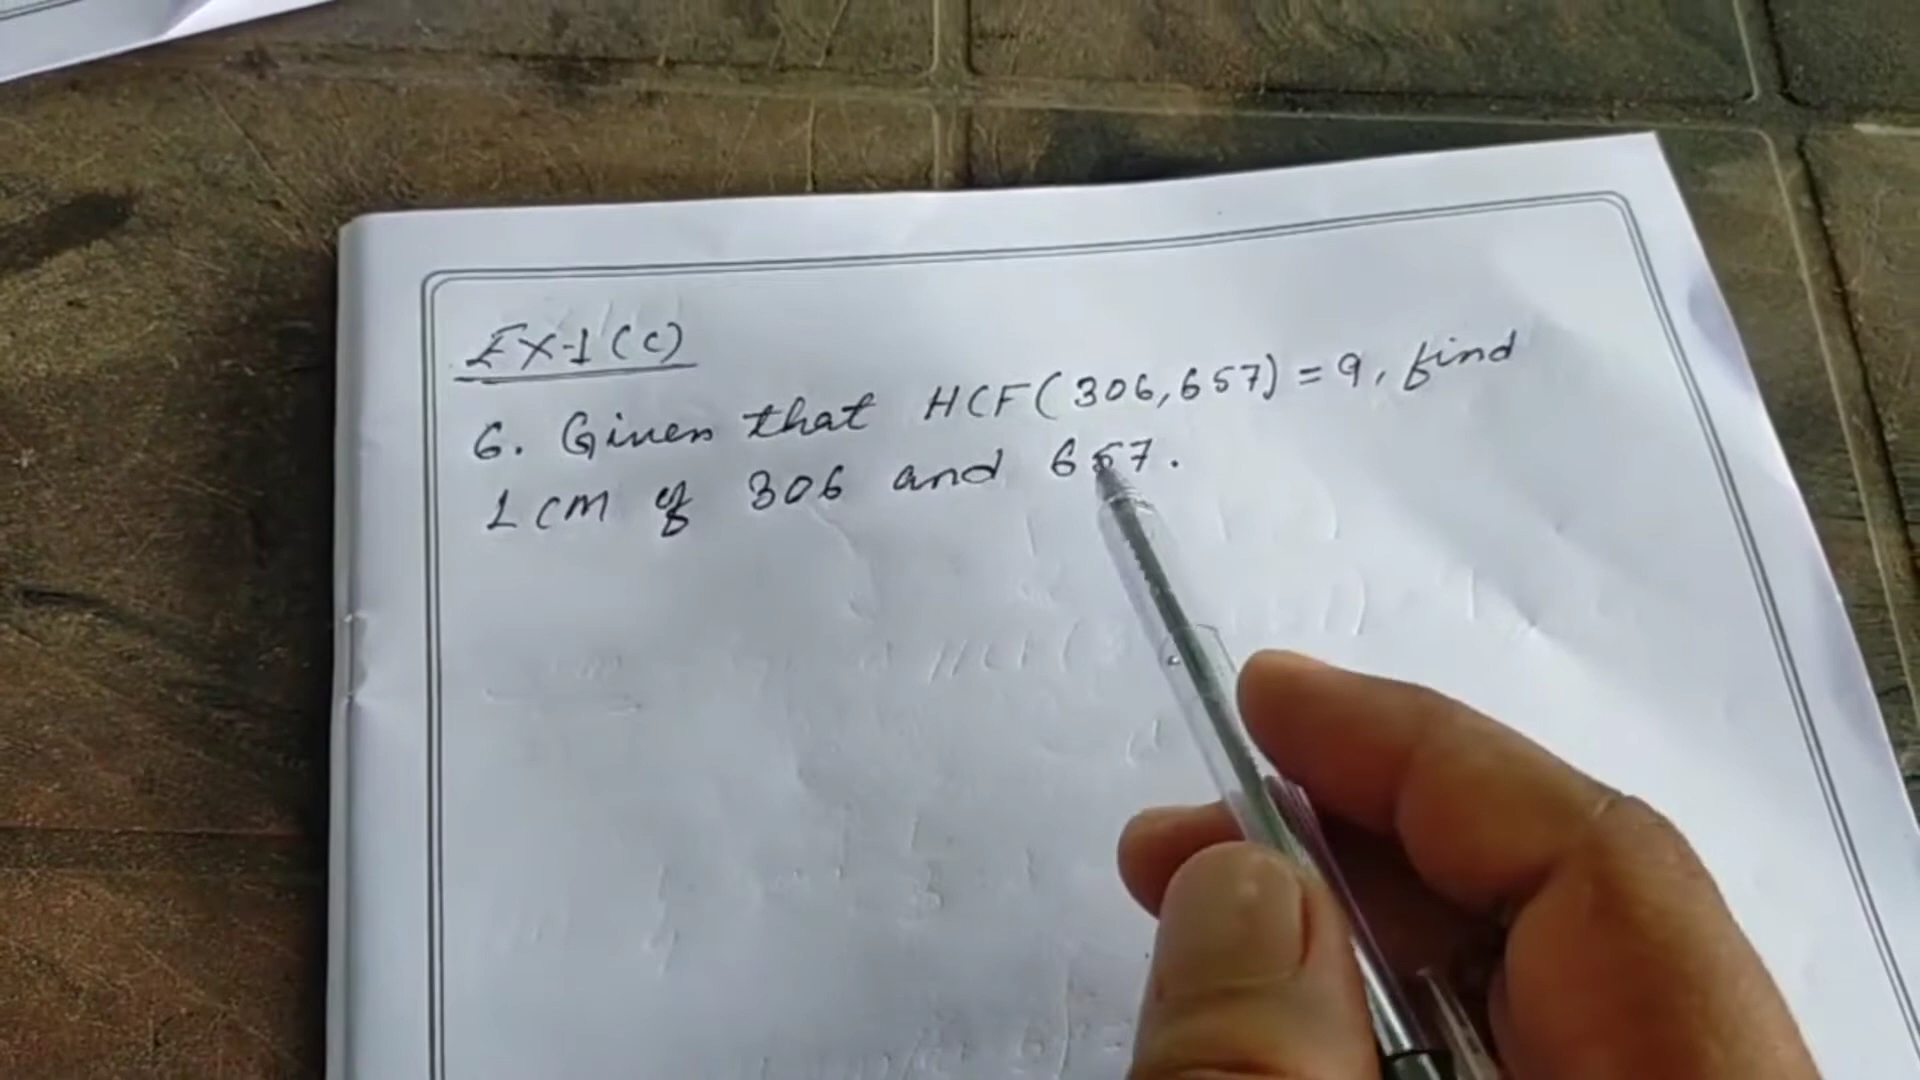 EX-1(c)
6. Given that HCF(306,657)=9, find
LCM of 306 and 657.